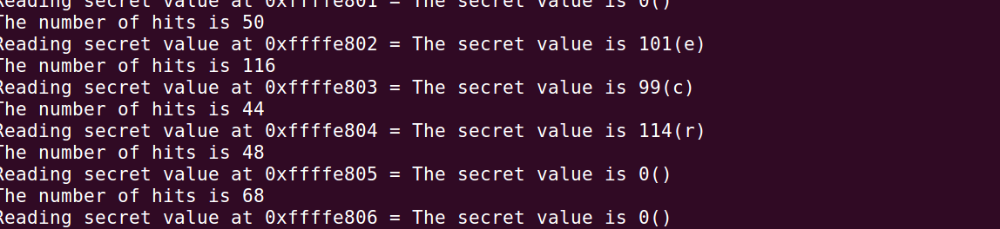 Reading secret value at 0xffffe801 = The secret value is 0()
The number of hits is 50
Reading secret value at 0xffffe802 = The secret value is 101(e)
The number of hits is 116
Reading secret value at 0xffffe803 = The secret value is 99(c)
The number of hits is 44
Reading secret value at 0xffffe804 = The secret value is 114(r)
The number of hits is 48
Reading secret value at 0xffffe805 = The secret value is 0()
The number of hits is 68
Reading secret value at 0xffffe806 = The secret value is 0()